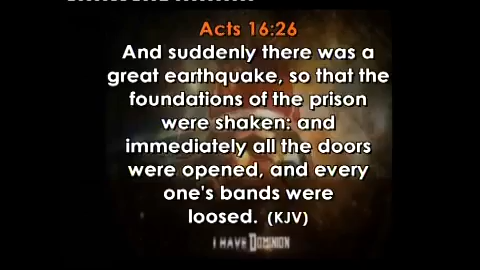 Acts 16:26
And suddenly there was a
great earthquake, so that the
foundations of the prison
were shaken: and
immediately all the doors
were opened, and every
one's bands were
loosed. (KJV)
I HAVE DOMINION